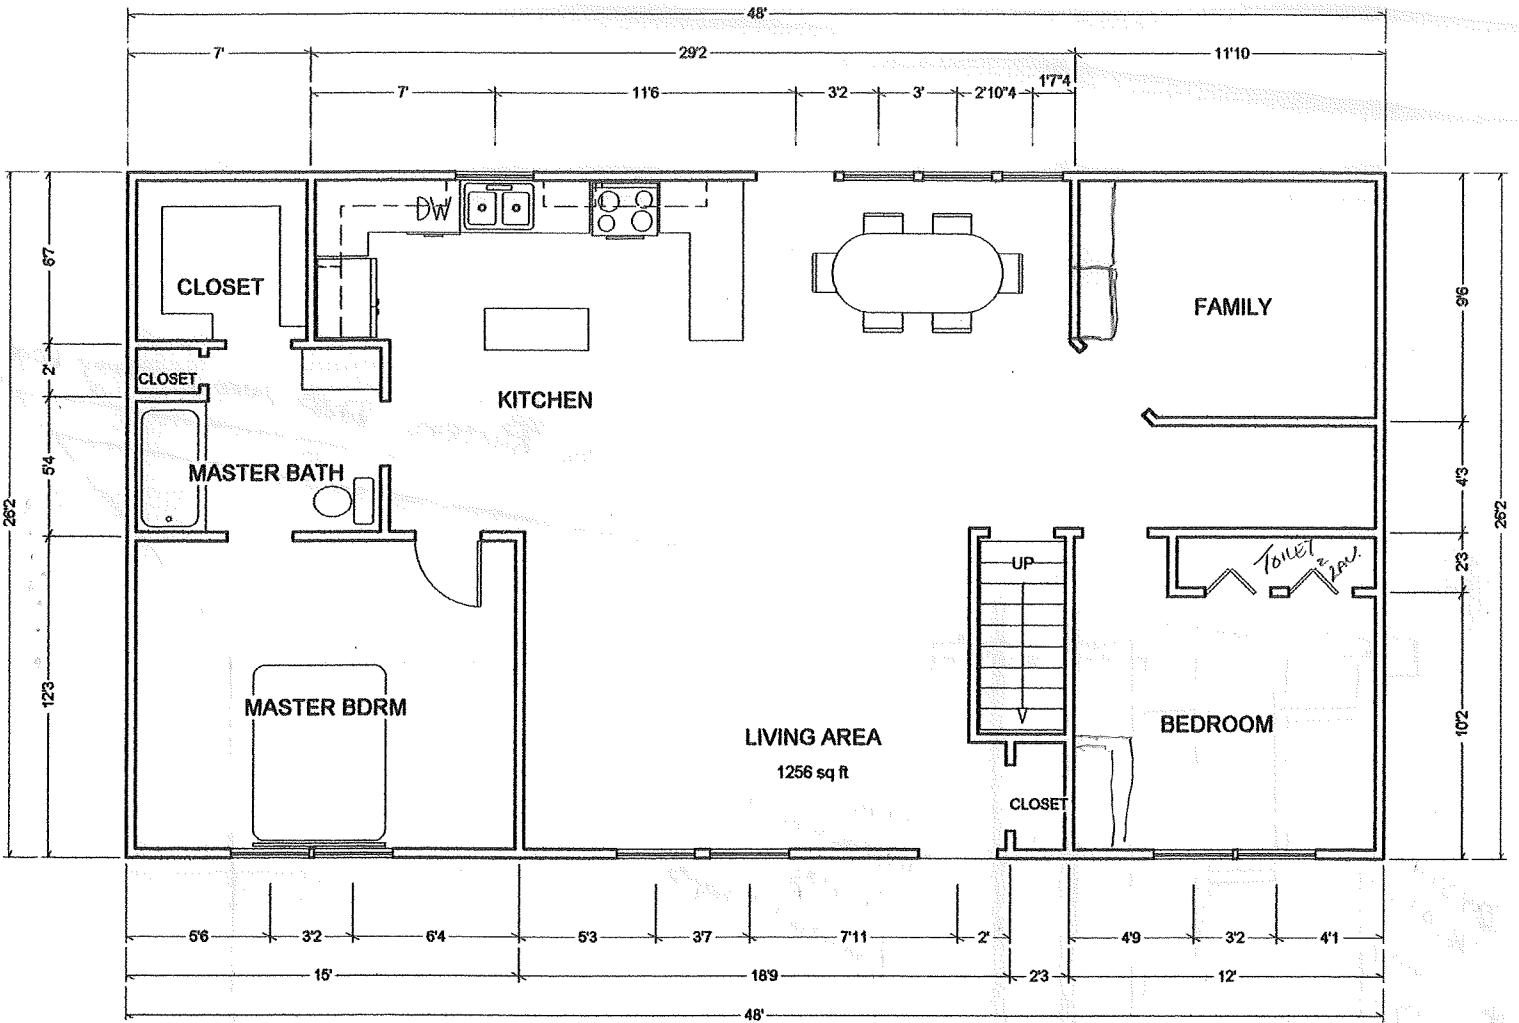 48'
7' 29'2 11'10
7' 11'6 3'2 3' 2'10"4 1'7"4
DW
CLOSET
FAMILY
6'7
9'6
2'
CLOSET
KITCHEN
MASTER BATH
5'4
4'3
26'2
26'2
UP
TOILET
2'3
& LAV.
12'3
MASTER BDRM
LIVING AREA
1256 sq ft
BEDROOM
10'2
CLOSET
5'6 3'2 6'4 5'3 3'7 7'11 2' 4'9 3'2 4'1
15' 18'9 2'3 12'
48'